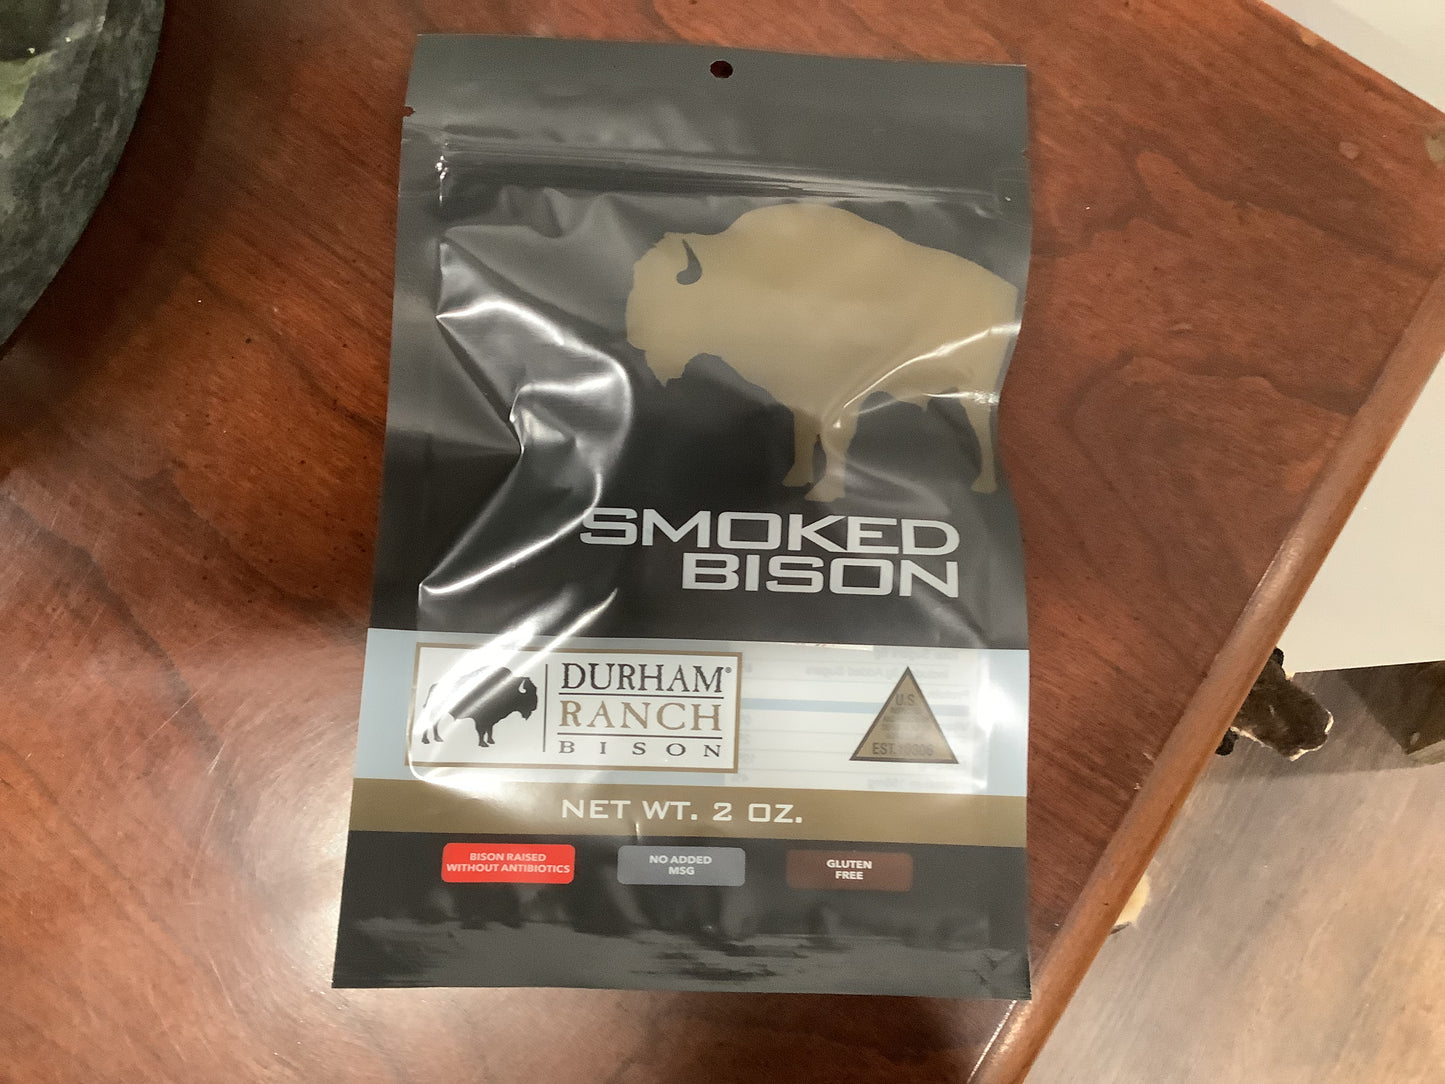 SMOKED
BISON
DURHAM®
RANCH
BISON
U.S
EST. 19306
NET WT. 2 OZ.
BISON RAISED
WITHOUT ANTIBIOTICS
NO ADDED
MSG
GLUTEN
FREE